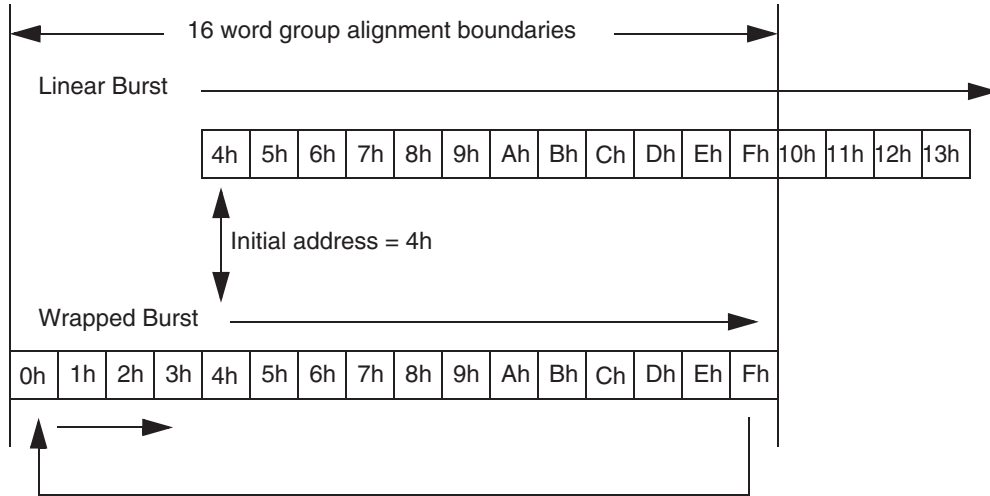 16 word group alignment boundaries
Linear Burst
4h 5h 6h 7h 8h 9h Ah Bh Ch Dh Eh Fh 10h 11h 12h 13h
Initial address = 4h
Wrapped Burst
0h 1h 2h 3h 4h 5h 6h 7h 8h 9h Ah Bh Ch Dh Eh Fh